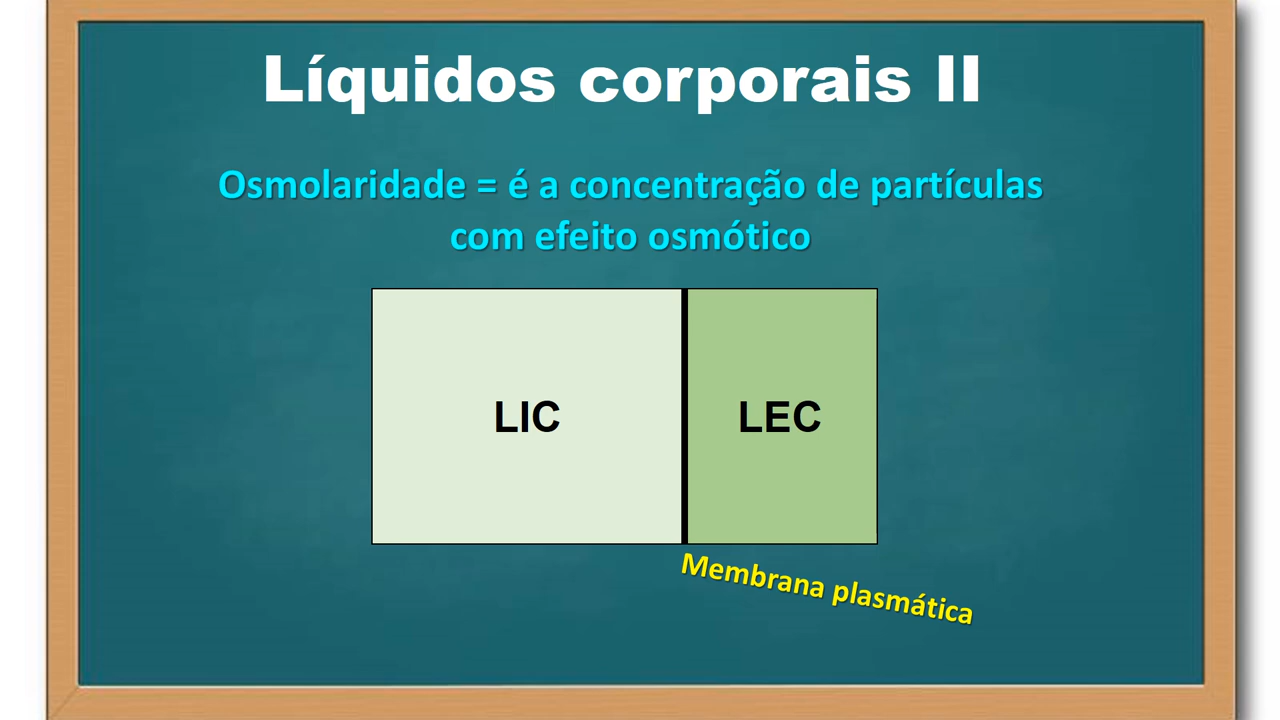 Líquidos corporais II
Osmolaridade = é a concentração de partículas
com efeito osmótico
LIC
LEC
Membrana plasmática